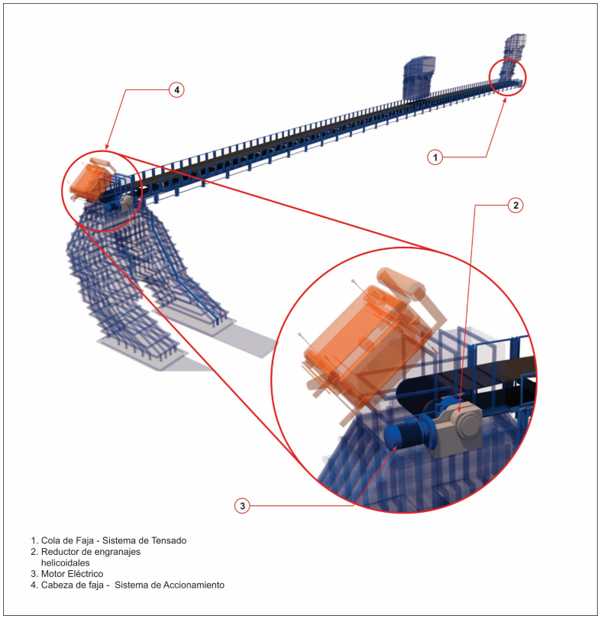 4
1
2
3
1. Cola de Faja - Sistema de Tensado
2. Reductor de engranajes
helicoidales
3. Motor Eléctrico
4. Cabeza de faja - Sistema de Accionamiento